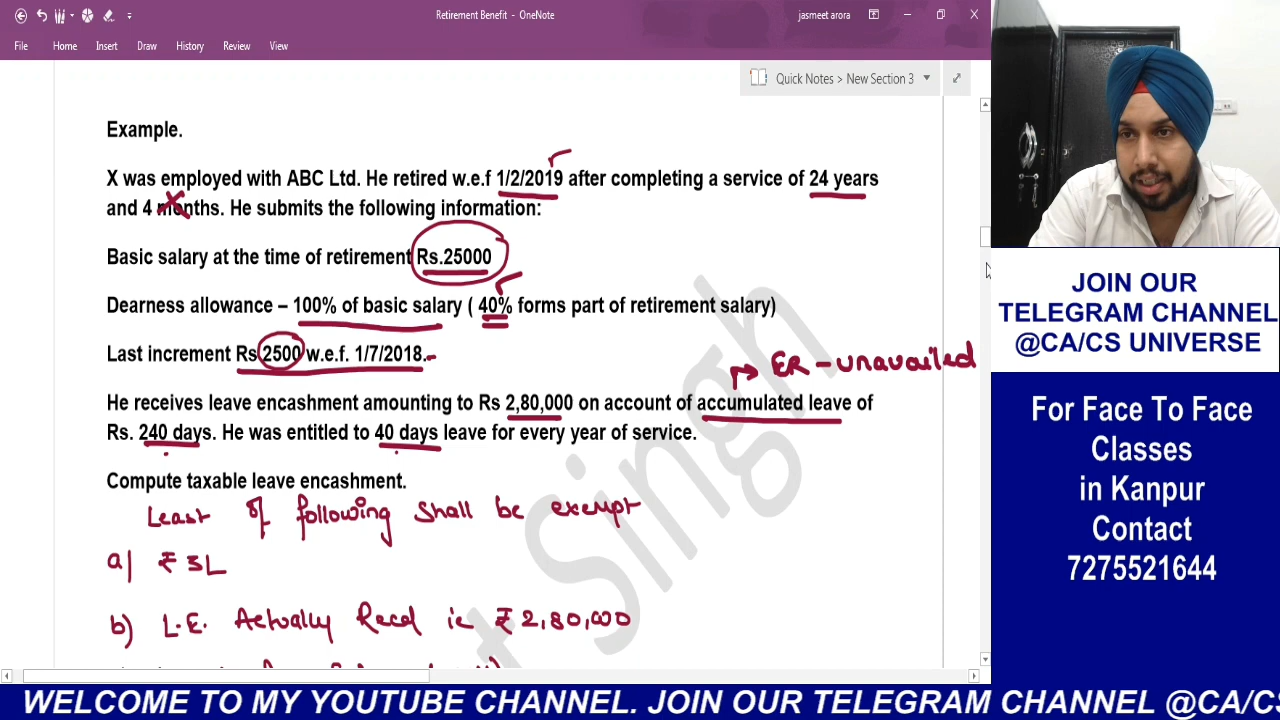 Retirement Benefit - OneNote
jasmeet arora
File Home Insert Draw History Review View
Quick Notes > New Section 3
Example.
X was employed with ABC Ltd. He retired w.e.f 1/2/2019 after completing a service of 24 years
and 4 months. He submits the following information:
Basic salary at the time of retirement Rs.25000
Dearness allowance – 100% of basic salary ( 40% forms part of retirement salary)
Last increment Rs 2500 w.e.f. 1/7/2018.
ER - unavailed
He receives leave encashment amounting to Rs 2,80,000 on account of accumulated leave of
Rs. 240 days. He was entitled to 40 days leave for every year of service.
Compute taxable leave encashment.
Least of following shall be exempt
a) ₹ 3L
b) L.E. Actually Recd ie ₹ 2,80,000
Singh
JOIN OUR
TELEGRAM CHANNEL
@CA/CS UNIVERSE
For Face To Face
Classes
in Kanpur
Contact
7275521644
WELCOME TO MY YOUTUBE CHANNEL. JOIN OUR TELEGRAM CHANNEL @CA/CS